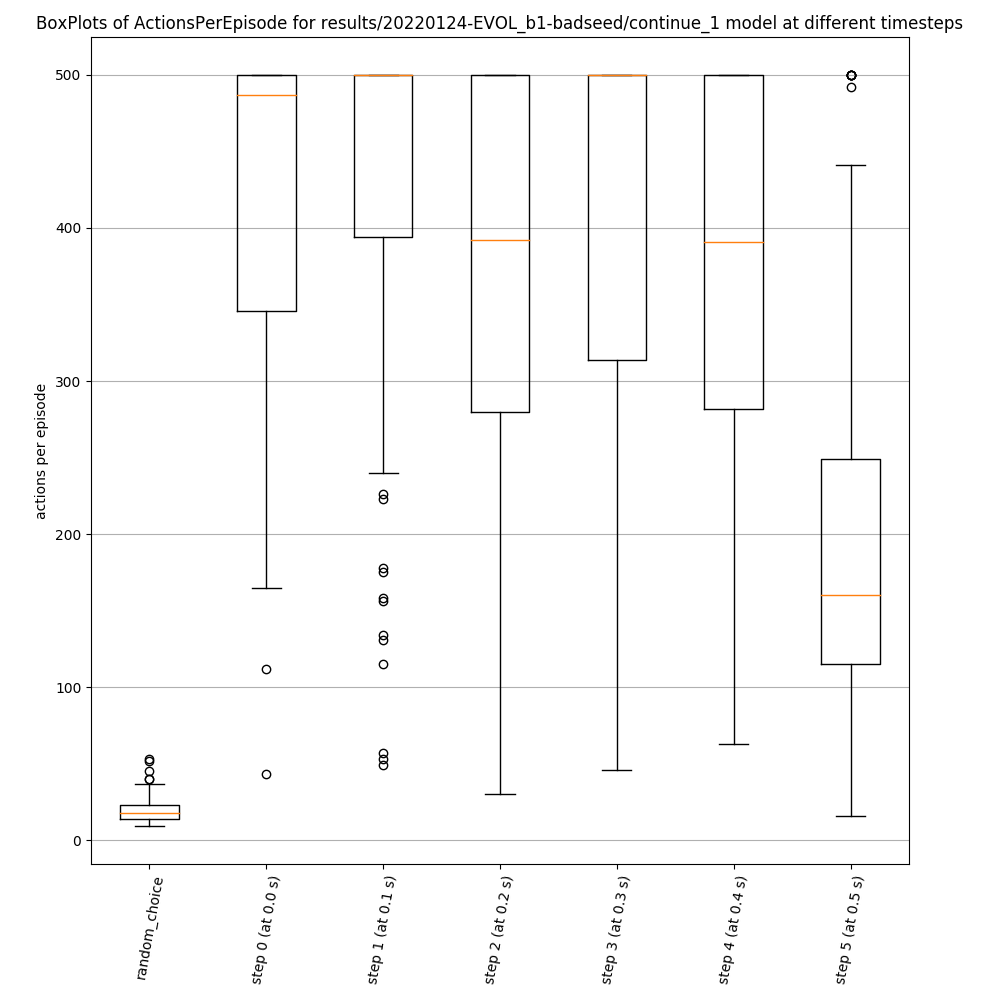 BoxPlots of ActionsPerEpisode for results/20220124-EVOL_b1-badseed/continue_1 model at different timesteps
actions per episode
500
400
300
200
100
0
random_choice
step 0 (at 0.0 s)
step 1 (at 0.1 s)
step 2 (at 0.2 s)
step 3 (at 0.3 s)
step 4 (at 0.4 s)
step 5 (at 0.5 s)